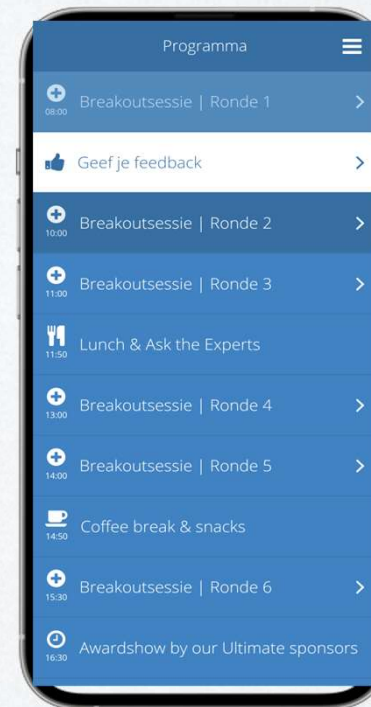 Programma
08:00 Breakoutsessie | Ronde 1
Geef je feedback
10:00 Breakoutsessie | Ronde 2
11:00 Breakoutsessie | Ronde 3
11:50 Lunch & Ask the Experts
13:00 Breakoutsessie | Ronde 4
14:00 Breakoutsessie | Ronde 5
14:50 Coffee break & snacks
15:30 Breakoutsessie | Ronde 6
16:30 Awardshow by our Ultimate sponsors